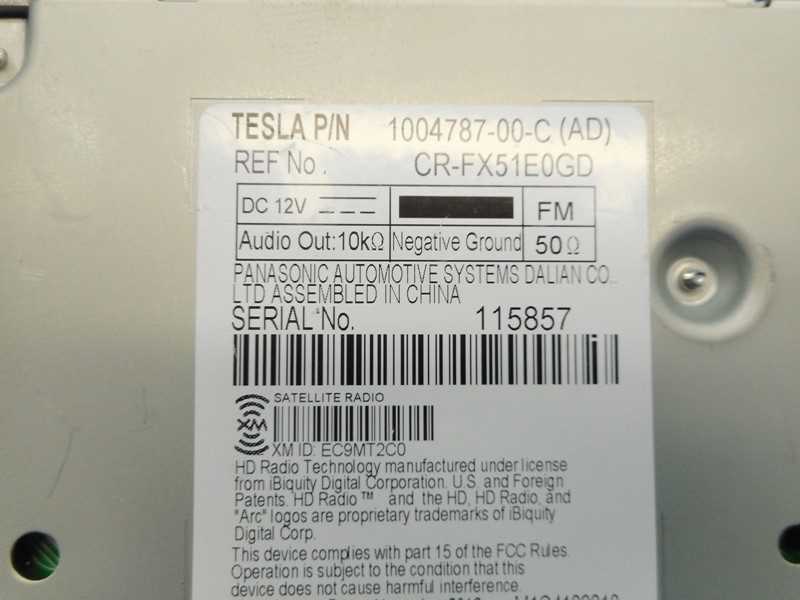 TESLA P/N 1004787-00-C (AD)
REF No. CR-FX51E0GD
DC 12V FM
Audio Out:10kΩ Negative Ground 50Ω
PANASONIC AUTOMOTIVE SYSTEMS DALIAN CO.,
LTD ASSEMBLED IN CHINA
SERIAL No. 115857
SATELLITE RADIO
XM
XM ID: EC9MT2C0
HD Radio Technology manufactured under license
from iBiquity Digital Corporation. U.S. and Foreign
Patents. HD Radio™ and the HD, HD Radio, and
"Arc" logos are proprietary trademarks of iBiquity
Digital Corp.
This device complies with part 15 of the FCC Rules.
Operation is subject to the condition that this
device does not cause harmful interference.